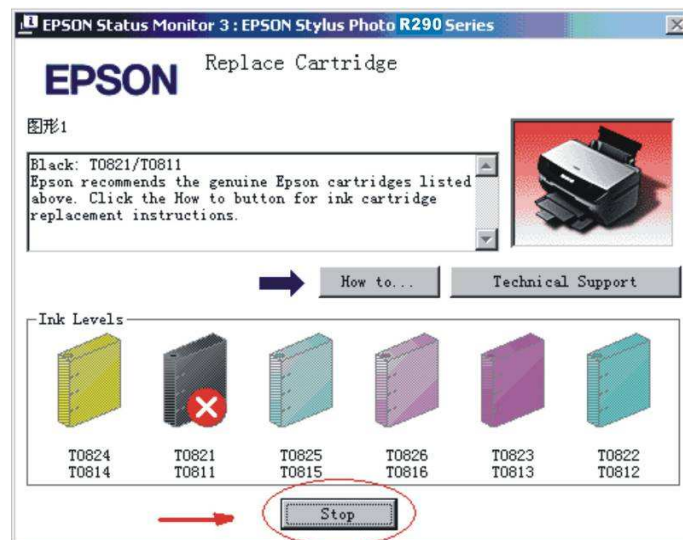 EPSON Status Monitor 3 : EPSON Stylus Photo R290 Series
EPSON
Replace Cartridge
图形1
Black: T0821/T0811
Epson recommends the genuine Epson cartridges listed
above. Click the How to button for ink cartridge
replacement instructions.
How to...
Technical Support
Ink Levels
T0824 T0821 T0825 T0826 T0823 T0822
T0814 T0811 T0815 T0816 T0813 T0812
Stop